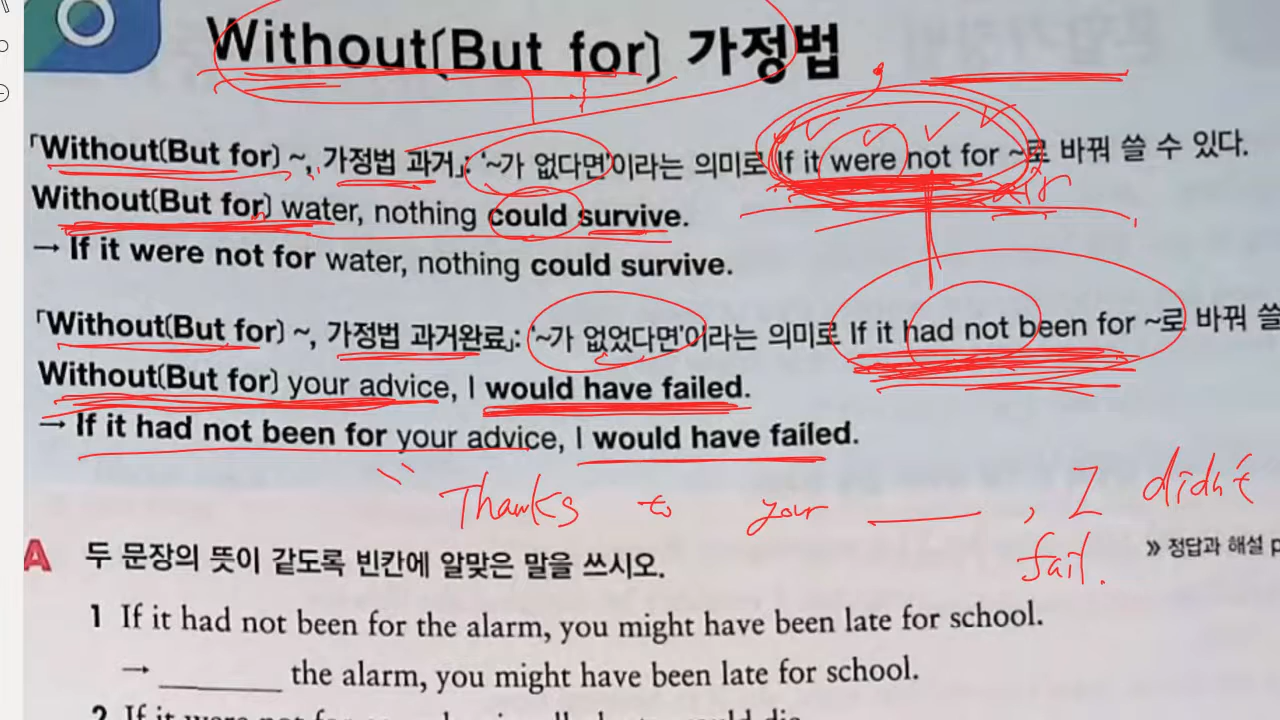 Without(But for) 가정법
「Without(But for) ~, 가정법 과거」: '~가 없다면'이라는 의미로 If it were not for ~로 바꿔 쓸 수 있다.
air
Without(But for) water, nothing could survive.
→ If it were not for water, nothing could survive.
「Without(But for) ~, 가정법 과거완료」: '~가 없었다면'이라는 의미로 If it had not been for ~로 바꿔 쓸
Without(But for) your advice, I would have failed.
→ If it had not been for your advice, I would have failed.
Thanks to your ______, I didn't
fail.
» 정답과 해설 p
A 두 문장의 뜻이 같도록 빈칸에 알맞은 말을 쓰시오.
1 If it had not been for the alarm, you might have been late for school.
→ ________ the alarm, you might have been late for school.
2 If it were not for